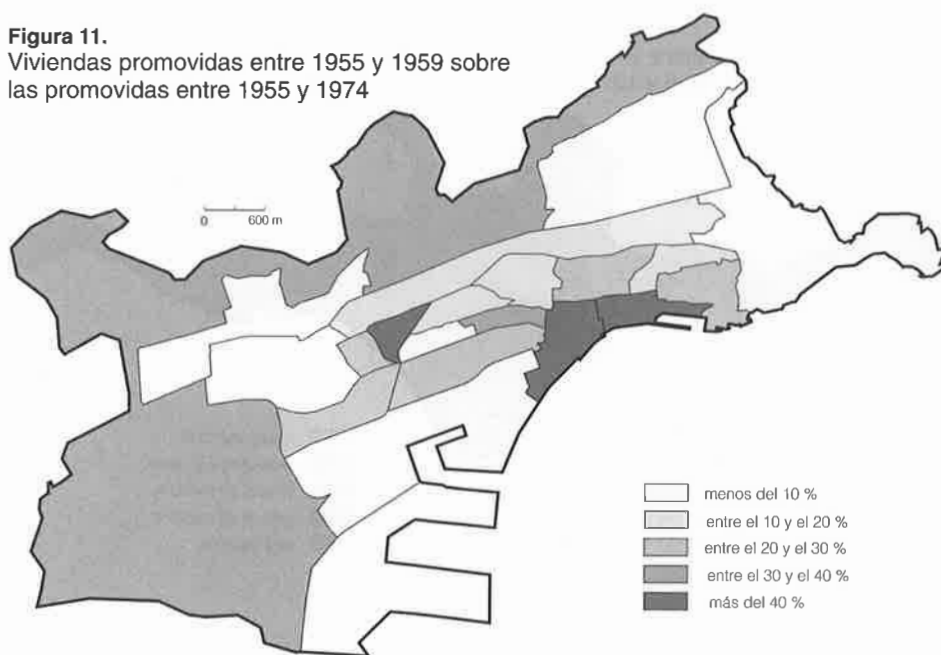 Figura 11.
Viviendas promovidas entre 1955 y 1959 sobre
las promovidas entre 1955 y 1974
0 600 m
menos del 10 %
entre el 10 y el 20 %
entre el 20 y el 30 %
entre el 30 y el 40 %
más del 40 %